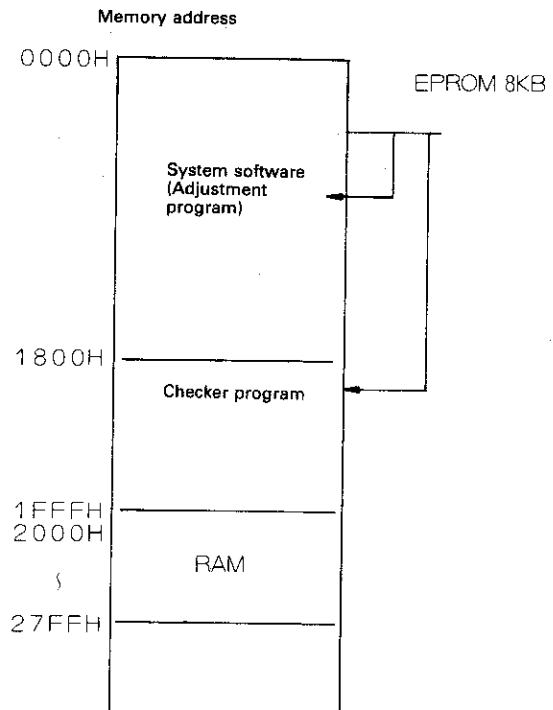 Memory address
0000H
EPROM 8KB
System software
(Adjustment
program)
1800H
Checker program
1FFFH
2000H
RAM
27FFH